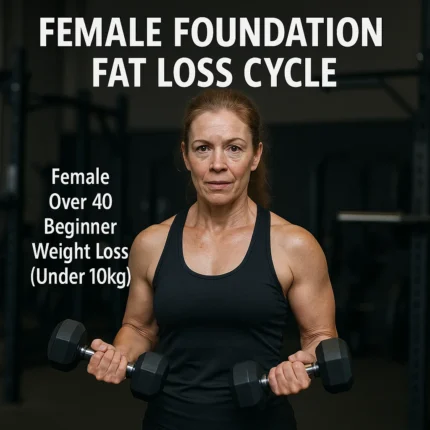 FEMALE FOUNDATION
FAT LOSS CYCLE
Female
Over 40
Beginner
Weight Loss
(Under 10kg)